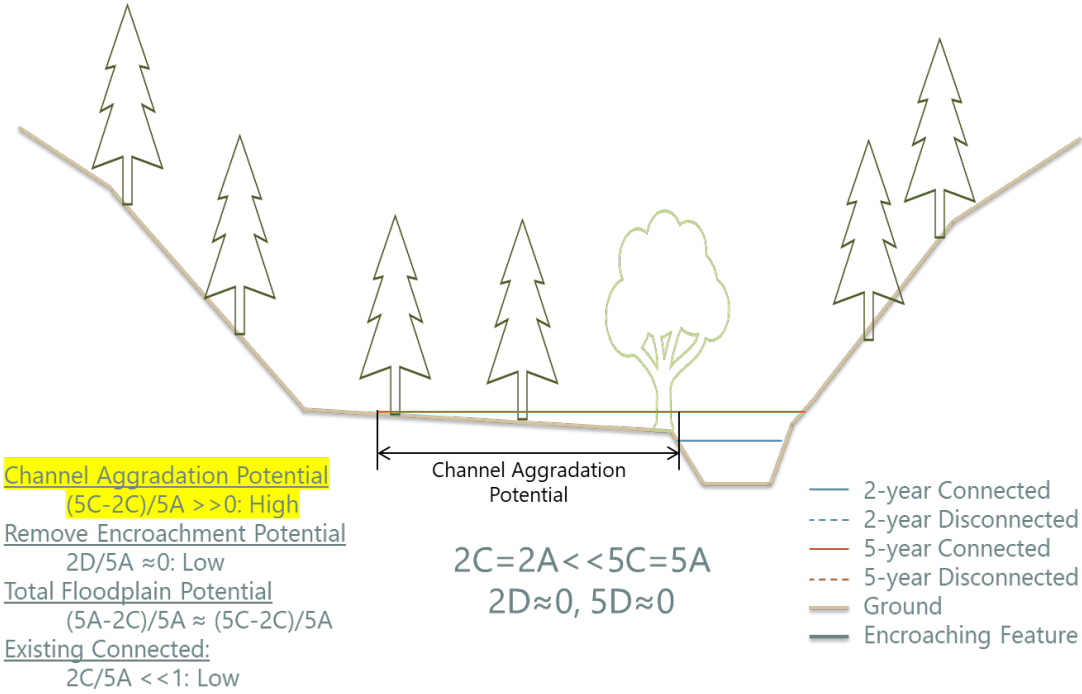 Channel Aggradation
Potential
Channel Aggradation Potential
(5C-2C)/5A >>0: High
Remove Encroachment Potential
2D/5A ≈0: Low
Total Floodplain Potential
(5A-2C)/5A ≈ (5C-2C)/5A
Existing Connected:
2C/5A <<1: Low
2C=2A<<5C=5A
2D≈0, 5D≈0
2-year Connected
2-year Disconnected
5-year Connected
5-year Disconnected
Ground
Encroaching Feature